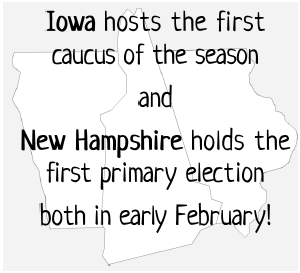 Iowa hosts the first
caucus of the season
and
New Hampshire holds the
first primary election
both in early February!